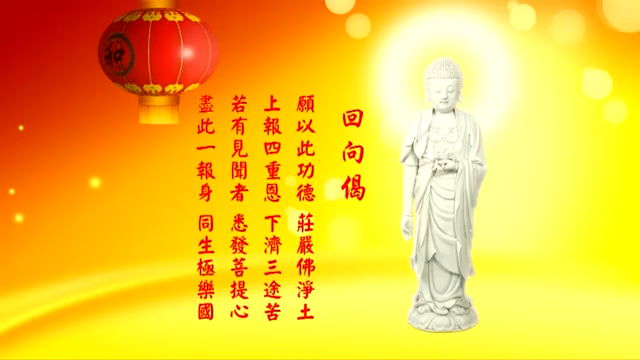 和
回向偈
願以此功德 莊嚴佛淨土
上報四重恩 下濟三途苦
若有見聞者 悉發菩提心
盡此一報身 同生極樂國